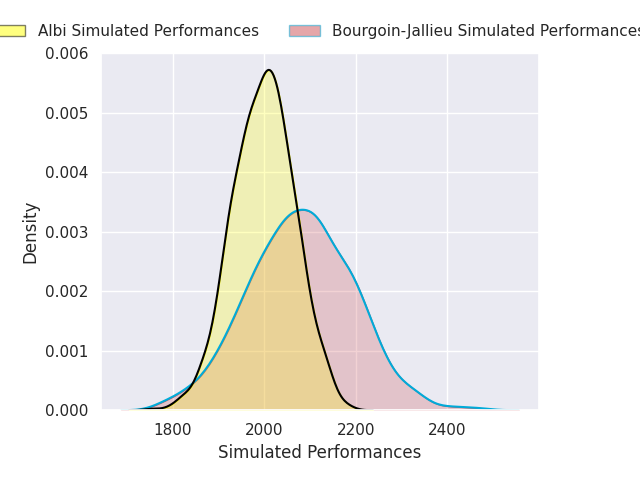 Albi Simulated Performances Bourgoin-Jallieu Simulated Performances
0.006
0.005
0.004
0.003
0.002
0.001
0.000
Density
1800 2000 2200 2400
Simulated Performances